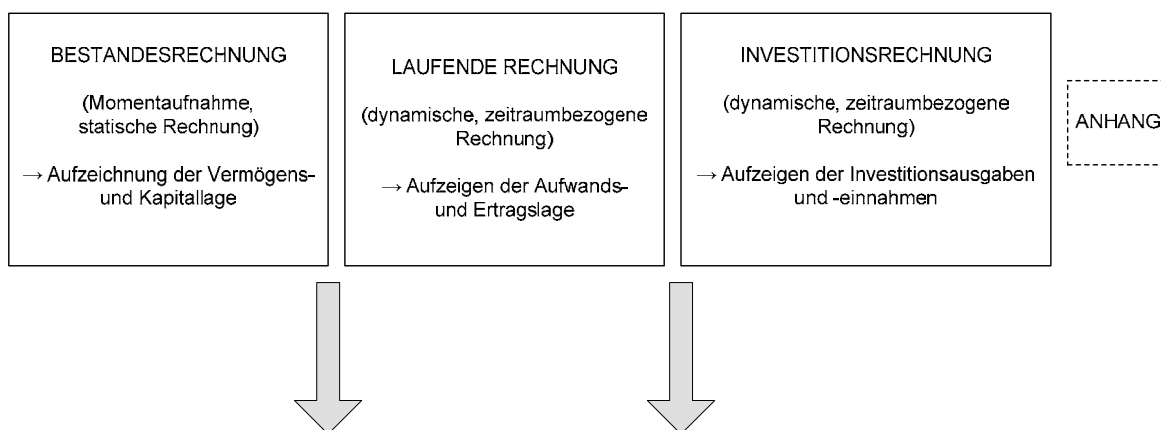 BESTANDESRECHNUNG
(Momentaufnahme,
statische Rechnung)
→ Aufzeichnung der Vermögens-
und Kapitallage
LAUFENDE RECHNUNG
(dynamische, zeitraumbezogene
Rechnung)
→ Aufzeigen der Aufwands-
und Ertragslage
INVESTITIONSRECHNUNG
(dynamische, zeitraumbezogene
Rechnung)
→ Aufzeigen der Investitionsausgaben
und -einnahmen
ANHANG